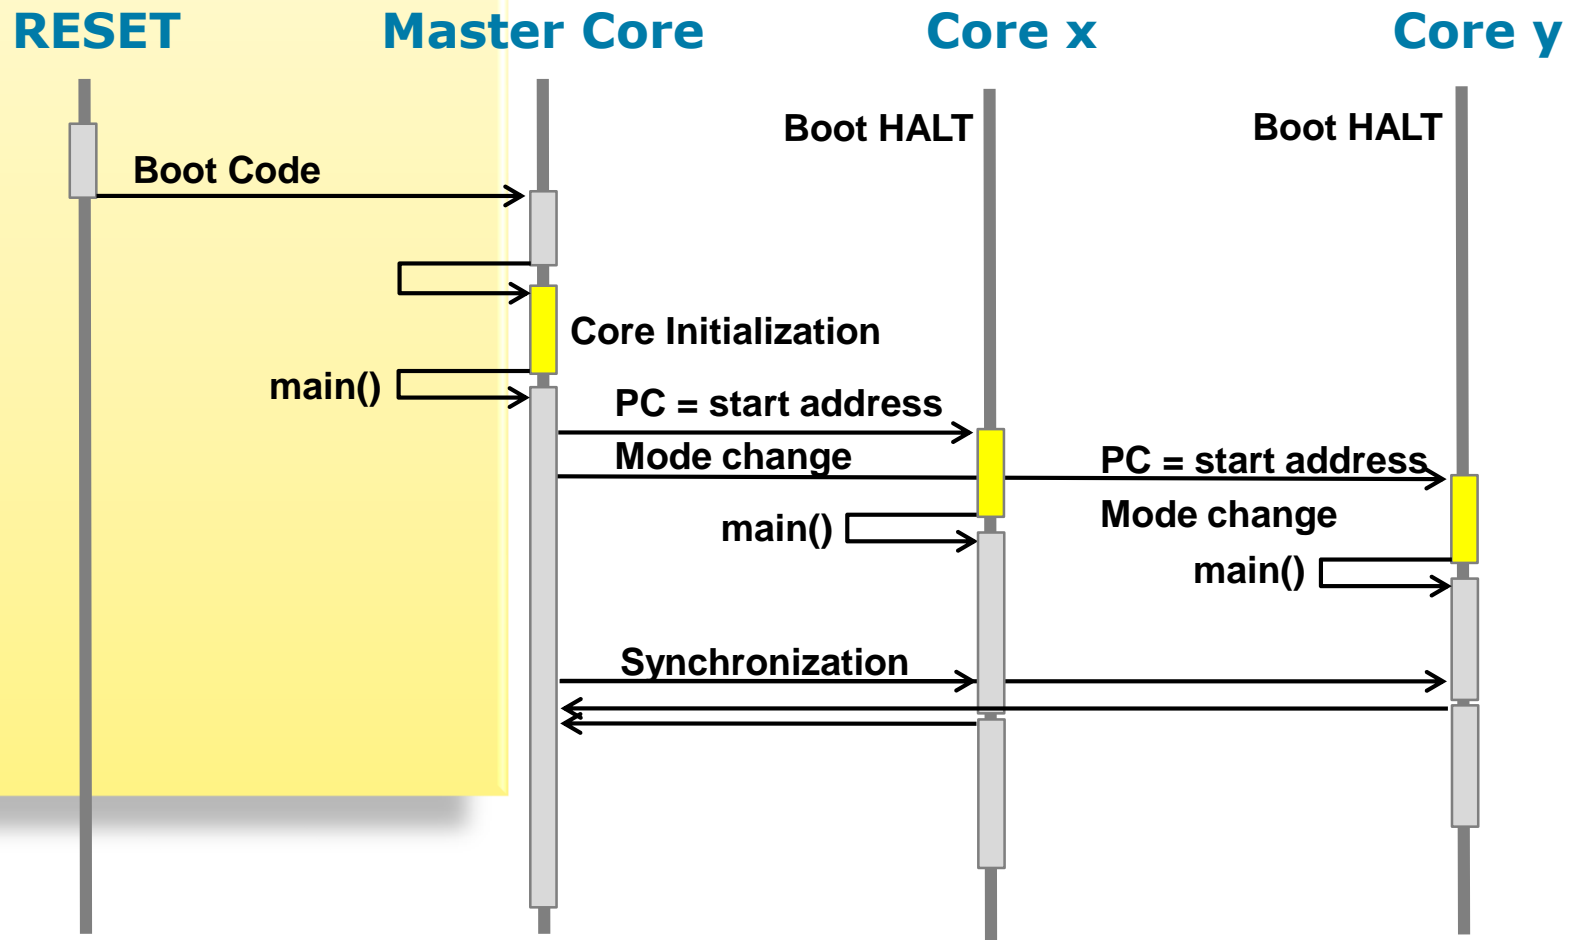 RESET
Master Core
Core x
Core y
Boot HALT
Boot HALT
Boot Code
Core Initialization
main()
PC = start address
Mode change
PC = start address
main()
Mode change
main()
Synchronization